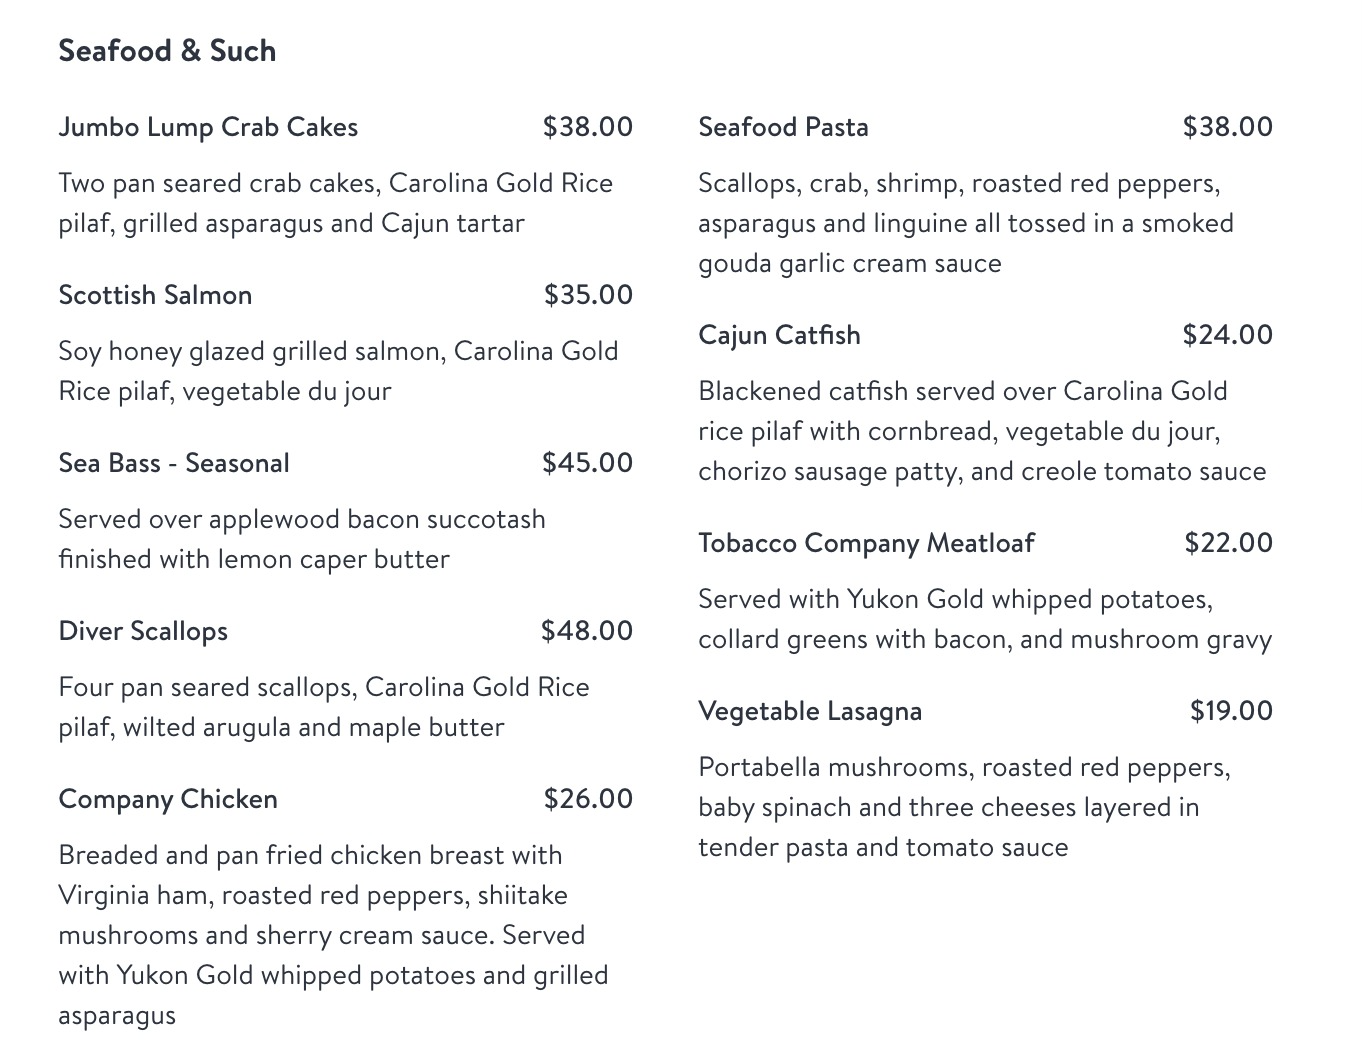 Seafood & Such
Jumbo Lump Crab Cakes $38.00
Two pan seared crab cakes, Carolina Gold Rice
pilaf, grilled asparagus and Cajun tartar
Scottish Salmon $35.00
Soy honey glazed grilled salmon, Carolina Gold
Rice pilaf, vegetable du jour
Sea Bass - Seasonal $45.00
Served over applewood bacon succotash
finished with lemon caper butter
Diver Scallops $48.00
Four pan seared scallops, Carolina Gold Rice
pilaf, wilted arugula and maple butter
Company Chicken $26.00
Breaded and pan fried chicken breast with
Virginia ham, roasted red peppers, shiitake
mushrooms and sherry cream sauce. Served
with Yukon Gold whipped potatoes and grilled
asparagus
Seafood Pasta $38.00
Scallops, crab, shrimp, roasted red peppers,
asparagus and linguine all tossed in a smoked
gouda garlic cream sauce
Cajun Catfish $24.00
Blackened catfish served over Carolina Gold
rice pilaf with cornbread, vegetable du jour,
chorizo sausage patty, and creole tomato sauce
Tobacco Company Meatloaf $22.00
Served with Yukon Gold whipped potatoes,
collard greens with bacon, and mushroom gravy
Vegetable Lasagna $19.00
Portabella mushrooms, roasted red peppers,
baby spinach and three cheeses layered in
tender pasta and tomato sauce